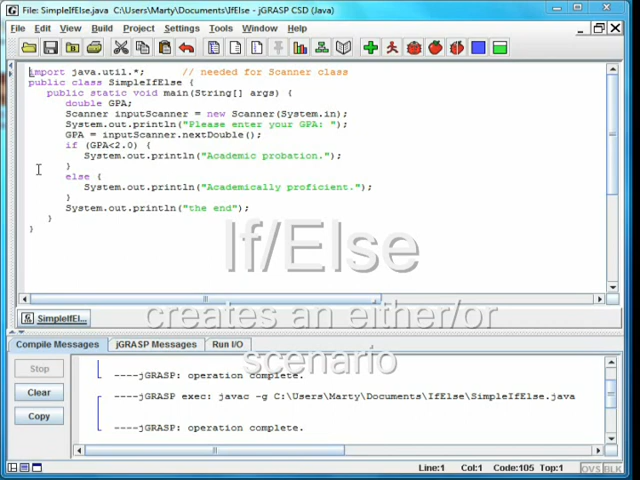 File: SimpleIfElse.java C:\Users\Marty\Documents\IfElse - jGRASP CSD (Java)
File Edit View Build Project Settings Tools Window Help
import java.util.*; // needed for Scanner class
public class SimpleIfElse {
public static void main(String[] args) {
double GPA;
Scanner inputScanner = new Scanner(System.in);
System.out.println("Please enter your GPA: ");
GPA = inputScanner.nextDouble();
if (GPA<2.0) {
System.out.println("Academic probation.");
}
else {
System.out.println("Academically proficient.");
}
System.out.println("the end");
}
}
If/Else
creates an either/or
scenario
SimpleIfEl...
Compile Messages jGRASP Messages Run I/O
Stop
Clear
Copy
----jGRASP: operation complete.
----jGRASP exec: javac -g C:\Users\Marty\Documents\IfElse\SimpleIfElse.java
----jGRASP: operation complete.
Line:1 Col:1 Code:105 Top:1 OVS BLK